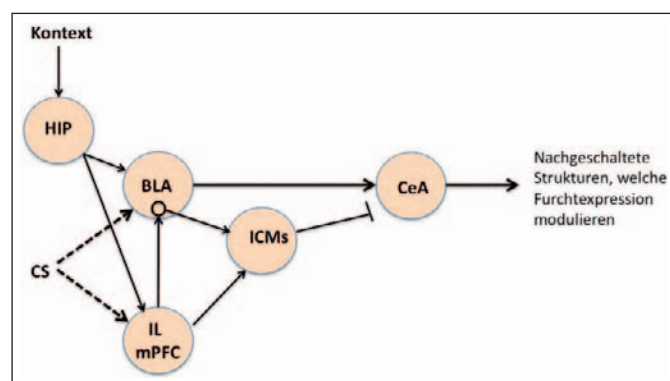 Kontext
HIP
BLA
CeA
Nachgeschaltete
Strukturen, welche
Furchtexpression
modulieren
ICMs
CS
IL
mPFC